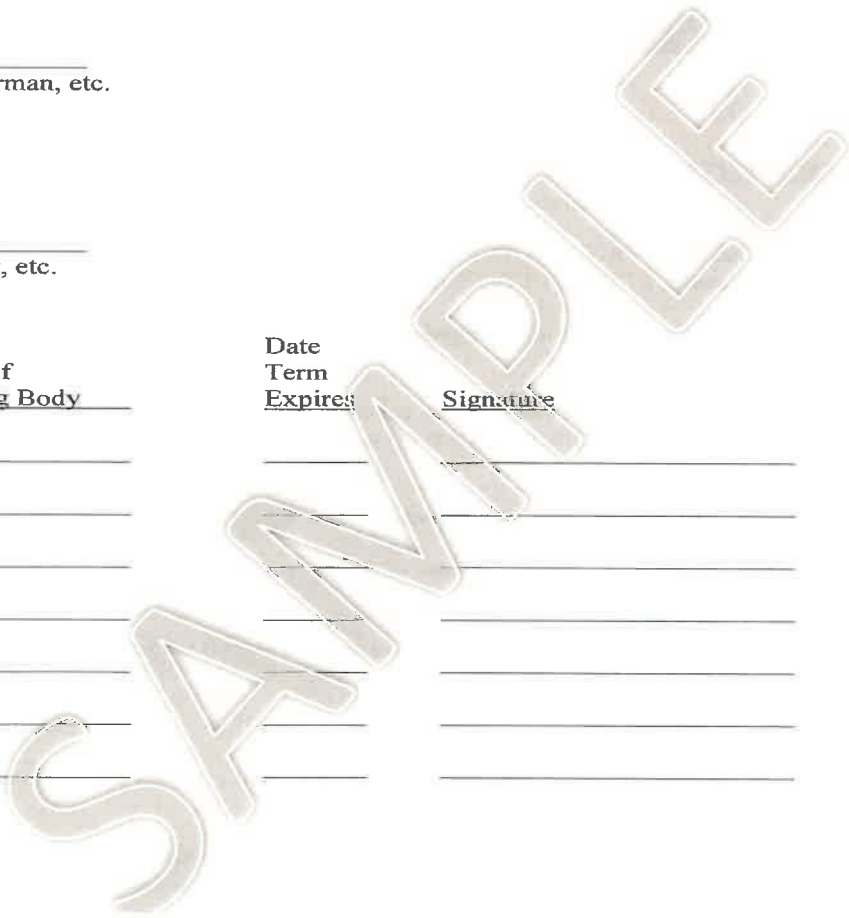 rman, etc.
, etc.
Date
f Term
g Body Expires Signature
SAMPLE